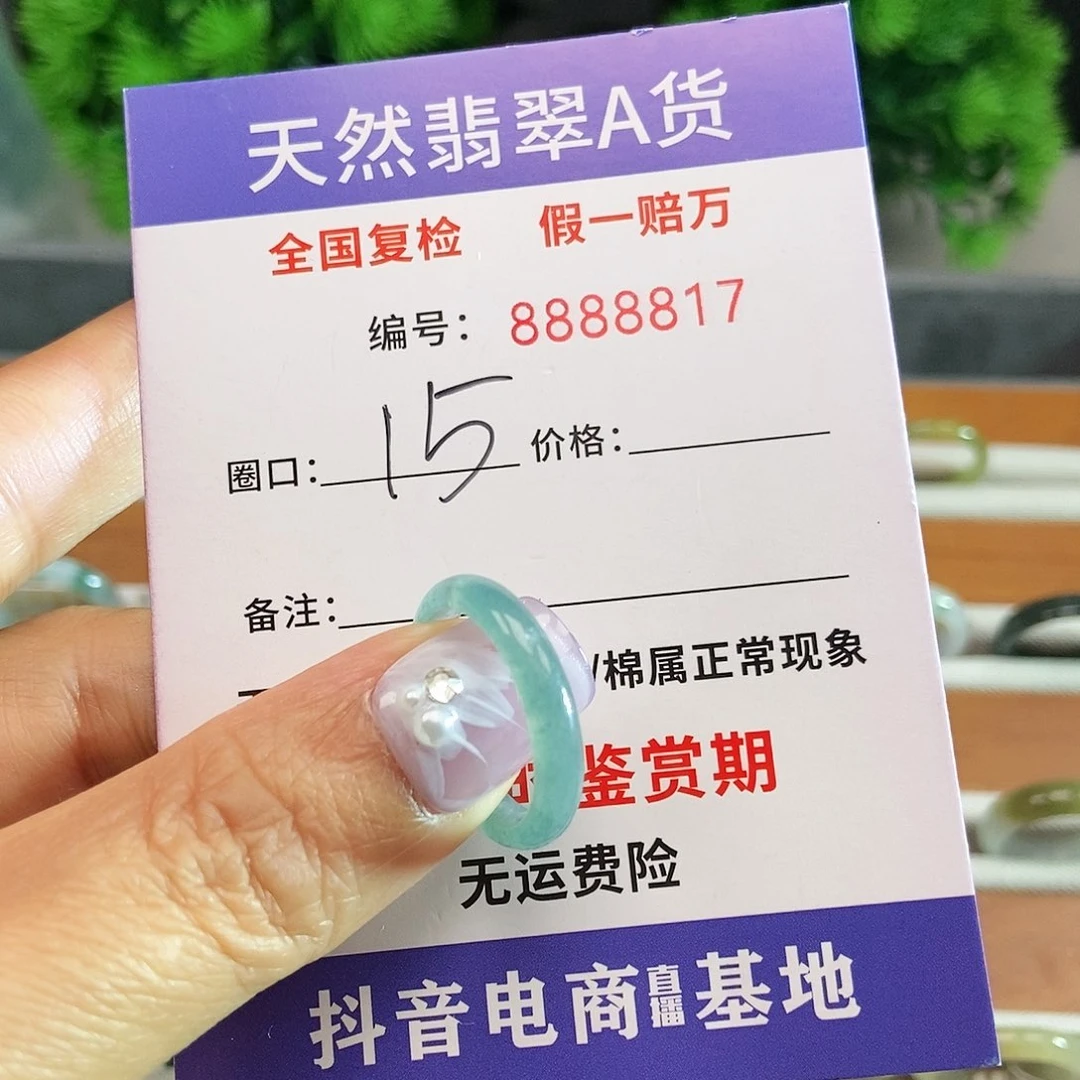 天然翡翠A货
全国复检 假一赔万
编号：8888817
圈口：15 价格：
备注：
/棉属正常现象
鉴赏期
无运费险
抖音电商直播基地